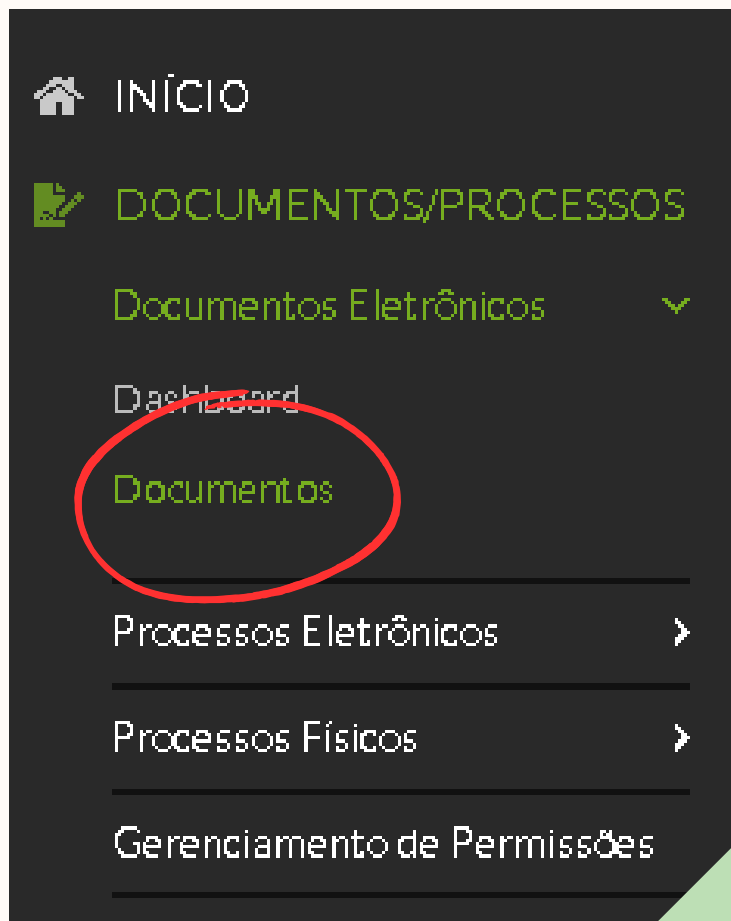 INÍCIO
DOCUMENTOS/PROCESSOS
Documentos Eletrônicos
Dashboard
Documentos
Processos Eletrônicos
Processos Físicos
Gerenciamento de Permissões